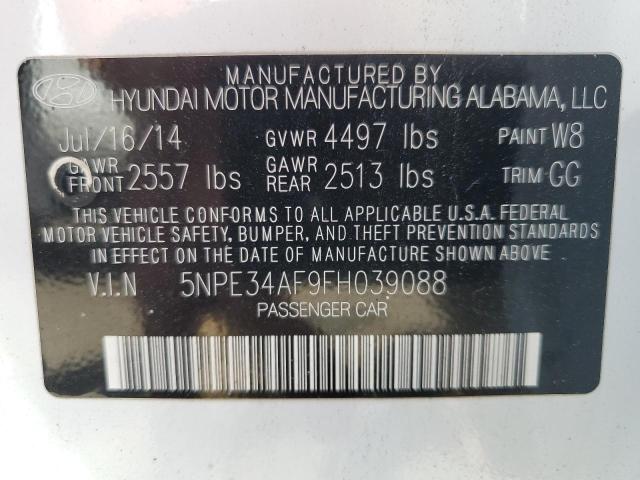 MANUFACTURED BY
HYUNDAI MOTOR MANUFACTURING ALABAMA, LLC
Jul/16/14 GVWR 4497 lbs PAINT W8
GAWR FRONT 2557 lbs GAWR REAR 2513 lbs TRIM GG
THIS VEHICLE CONFORMS TO ALL APPLICABLE U.S.A. FEDERAL
MOTOR VEHICLE SAFETY, BUMPER, AND THEFT PREVENTION STANDARDS
IN EFFECT ON THE DATE OF MANUFACTURE SHOWN ABOVE.
V.I.N 5NPE34AF9FH039088
PASSENGER CAR